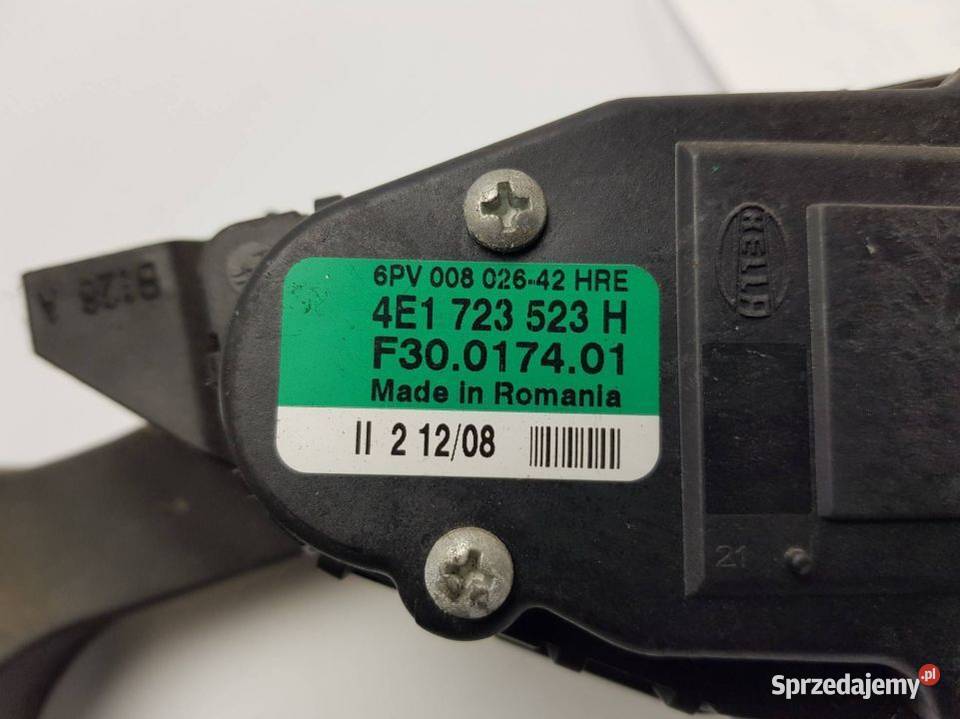 6PV 008 026-42 HRE
4E1 723 523 H
F30.0174.01
Made in Romania
II 2 12/08
HELLA
21
Sprzedajemy.pl